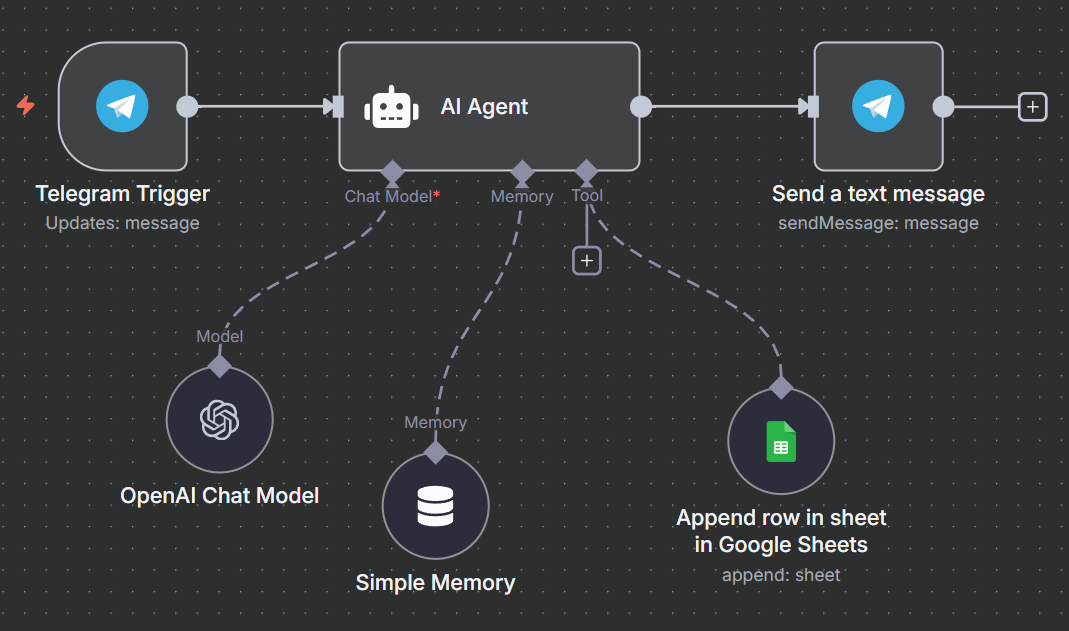 AI Agent
Telegram Trigger
Updates: message
Chat Model*
Memory
Tool
Send a text message
sendMessage: message
Model
OpenAI Chat Model
Memory
Simple Memory
Append row in sheet
in Google Sheets
append: sheet